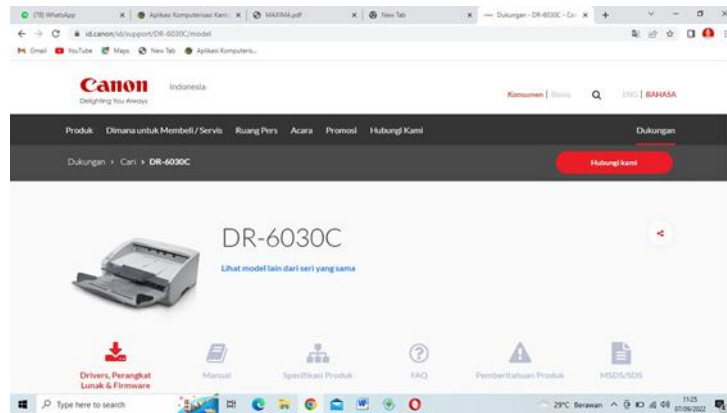 (78) WhatsApp
Aplikasi Komputerisasi Kant
MAXIMA.pdf
New Tab
Dukungan - DR-6030C - Can
id.canon/id/support/DR-6030C/model
Gmail YouTube Maps New Tab Aplikasi Komputeris...
Canon
Delighting You Always
Indonesia
Konsumen | Bisnis ENG | BAHASA
Produk Dimana untuk Membeli / Servis Ruang Pers Acara Promosi Hubungi Kami Dukungan
Dukungan › Cari › DR-6030C
Hubungi kami
DR-6030C
Lihat model lain dari seri yang sama
Drivers, Perangkat
Lunak & Firmware
Manual
Spesifikasi Produk
FAQ
Pemberitahuan Produk
MSDS/SDS
Type here to search
29°C Berawan
11:25
07/09/2022